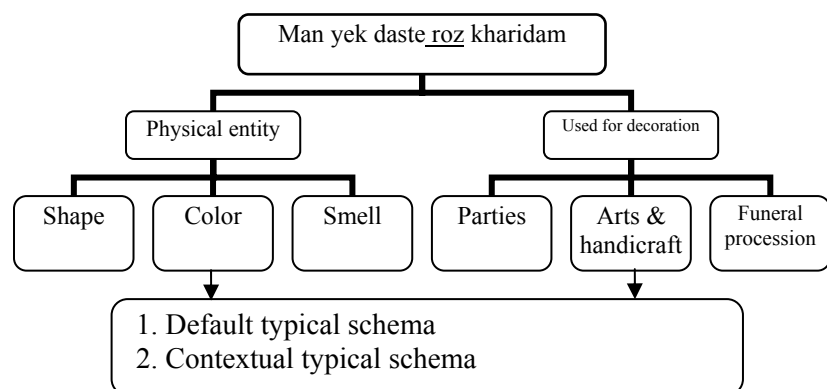 Man yek daste roz kharidam
Physical entity
Used for decoration
Shape
Color
Smell
Parties
Arts &
handicraft
Funeral
procession
1. Default typical schema
2. Contextual typical schema